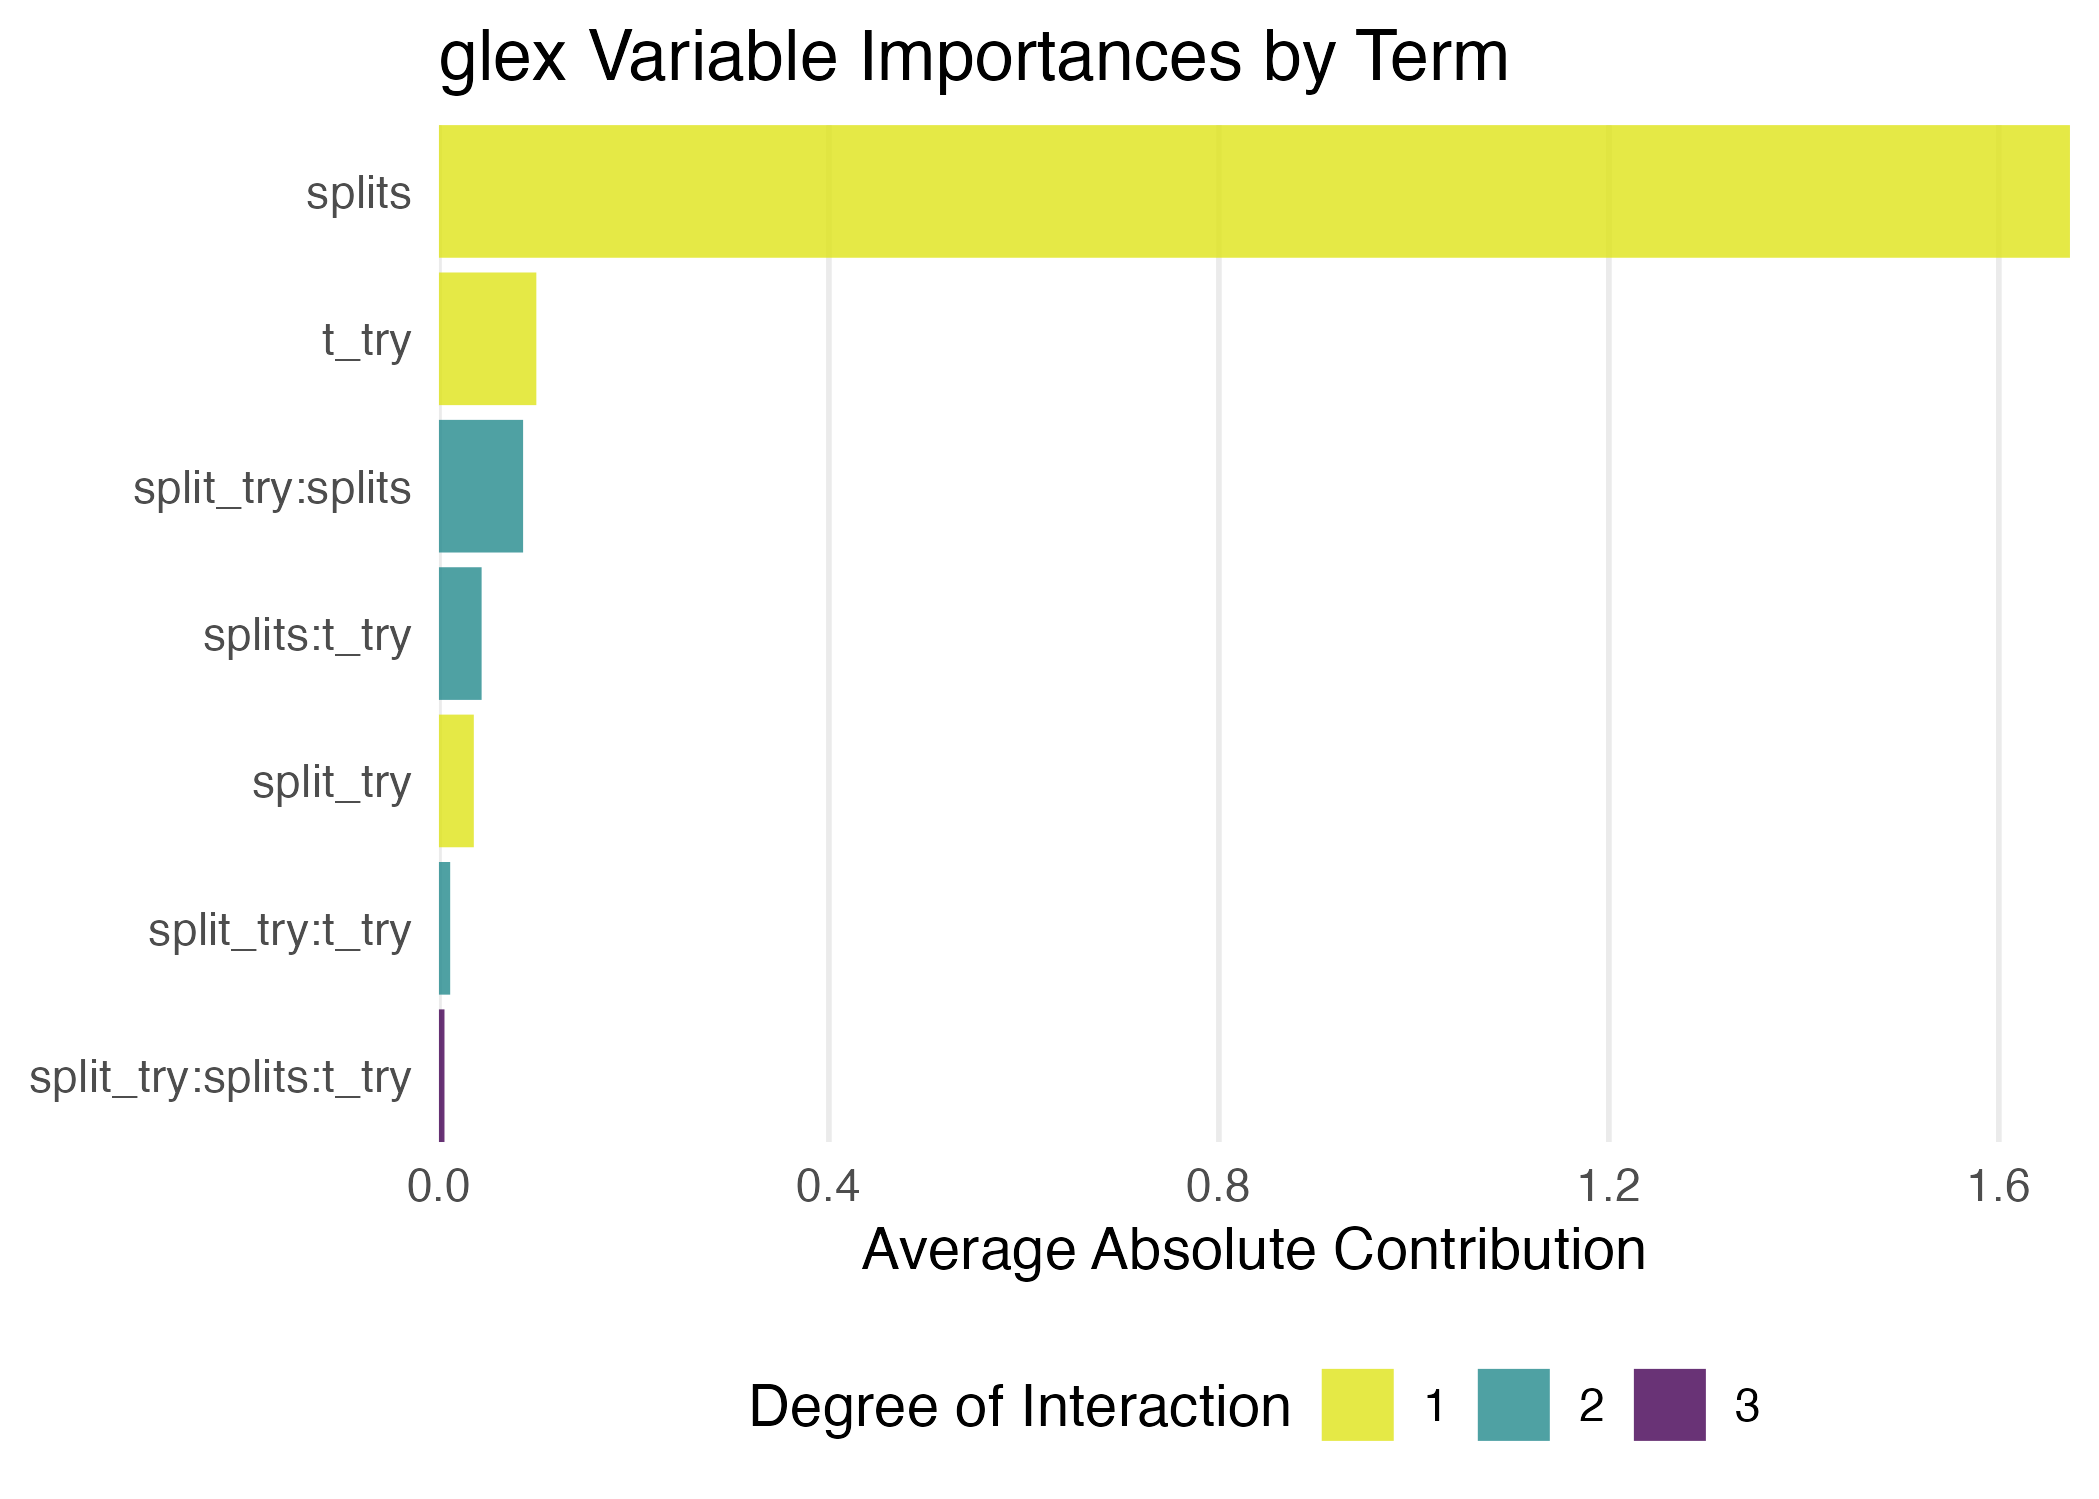 glex Variable Importances by Term
splits
t_try
split_try:splits
splits:t_try
split_try
split_try:t_try
split_try:splits:t_try
0.0 0.4 0.8 1.2 1.6
Average Absolute Contribution
Degree of Interaction 1 2 3